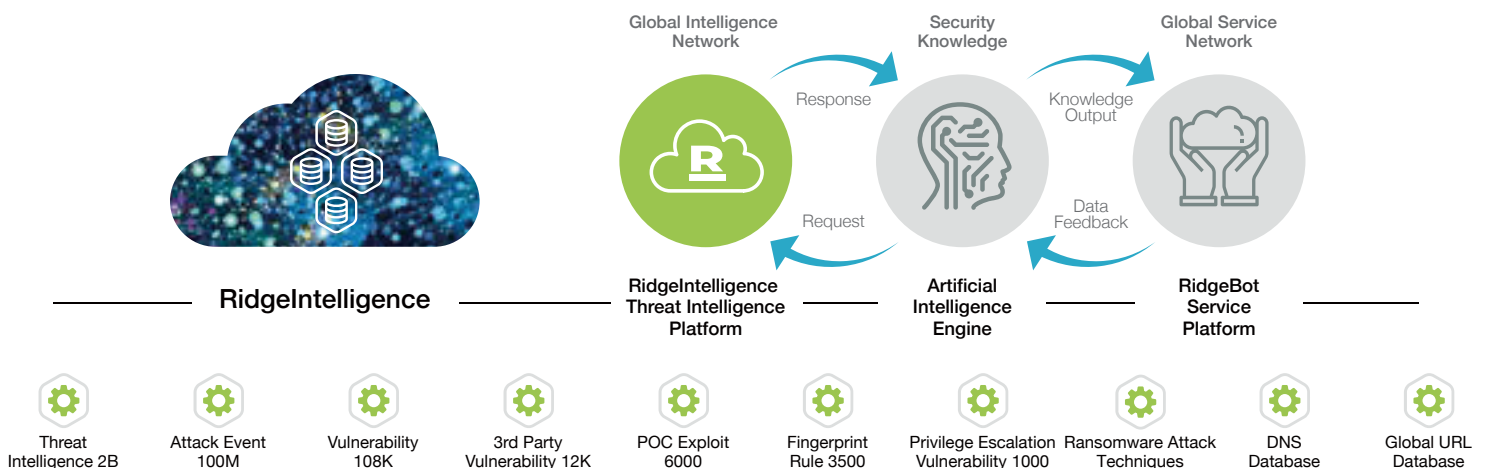 Global Intelligence
Network
Security
Knowledge
Global Service
Network
Response
Knowledge
Output
R
Request
Data
Feedback
RidgeIntelligence
RidgeIntelligence
Threat Intelligence
Platform
Artificial
Intelligence
Engine
RidgeBot
Service
Platform
Threat
Intelligence 2B
Attack Event
100M
Vulnerability
108K
3rd Party
Vulnerability 12K
POC Exploit
6000
Fingerprint
Rule 3500
Privilege Escalation
Vulnerability 1000
Ransomware Attack
Techniques
DNS
Database
Global URL
Database